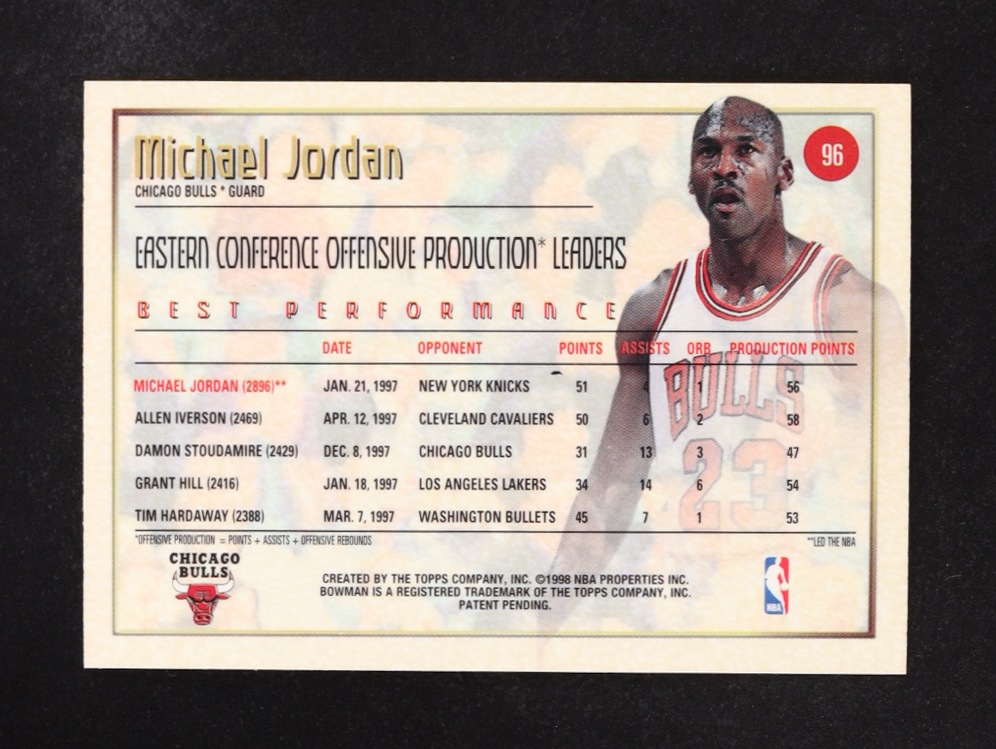 Michael Jordan
96
CHICAGO BULLS * GUARD
EASTERN CONFERENCE OFFENSIVE PRODUCTION* LEADERS
BEST PERFORMANCE
DATE OPPONENT POINTS ASSISTS ORB PRODUCTION POINTS
MICHAEL JORDAN (2896)** JAN. 21, 1997 NEW YORK KNICKS 51 4 1 56
ALLEN IVERSON (2469) APR. 12, 1997 CLEVELAND CAVALIERS 50 6 2 58
DAMON STOUDAMIRE (2429) DEC. 8, 1997 CHICAGO BULLS 31 13 3 47
GRANT HILL (2416) JAN. 18, 1997 LOS ANGELES LAKERS 34 14 6 54
TIM HARDAWAY (2388) MAR. 7, 1997 WASHINGTON BULLETS 45 7 1 53
*OFFENSIVE PRODUCTION = POINTS + ASSISTS + OFFENSIVE REBOUNDS **LED THE NBA
BULLS
23
CHICAGO
BULLS
CREATED BY THE TOPPS COMPANY, INC. ©1998 NBA PROPERTIES INC.
BOWMAN IS A REGISTERED TRADEMARK OF THE TOPPS COMPANY, INC.
PATENT PENDING.
NBA